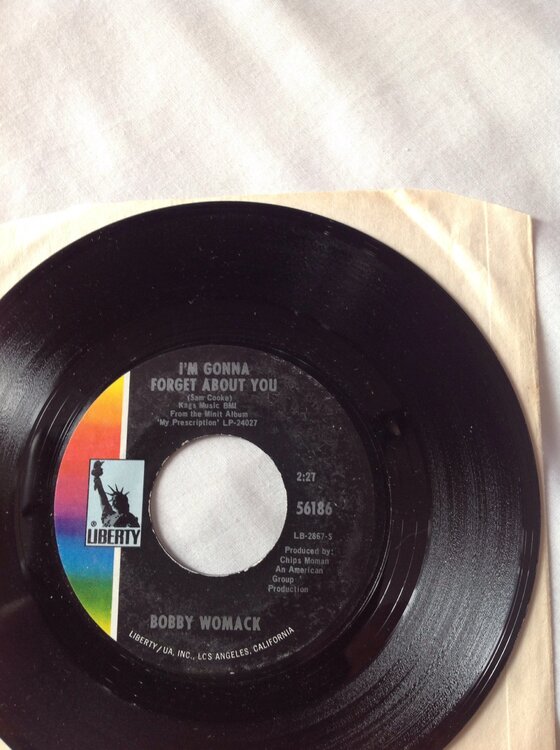 I'M GONNA
FORGET ABOUT YOU
(Sam Cooke)
Kags Music BMI
From the Minit Album
'My Prescription' LP-24027
2:27
56186
LB-2867-S
Produced by:
Chips Moman
An American
Group
Production
® LIBERTY
BOBBY WOMACK
LIBERTY/UA, INC., LOS ANGELES, CALIFORNIA